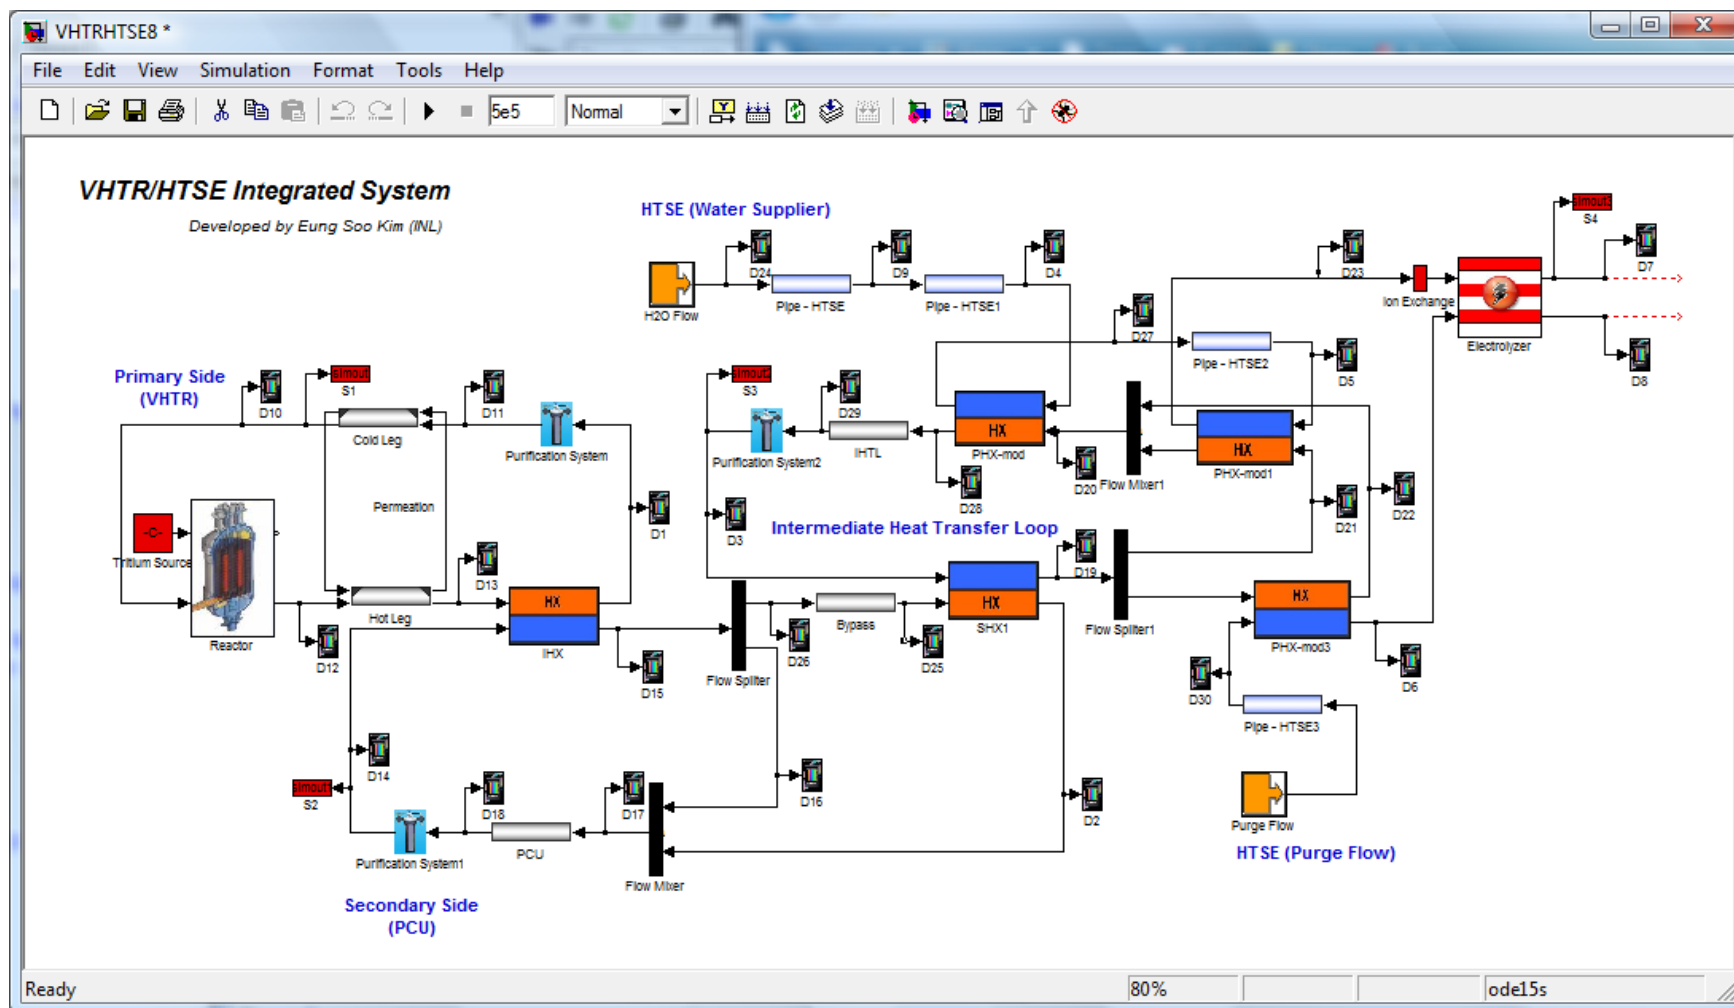 VHTRHTSE8 *
File Edit View Simulation Format Tools Help
5e5 Normal
VHTR/HTSE Integrated System
Developed by Eung Soo Kim (INL)
HTSE (Water Supplier)
simout3
S4
D24
D9
D4
D23
D7
H2O Flow
Pipe - HTSE
Pipe - HTSE1
Ion Exchange
D27
Electrolyzer
Pipe - HTSE2
D5
D8
Primary Side
(VHTR)
D10
simout
S1
D11
simout2
S3
D29
Cold Leg
Purification System
Purification System2
IHTL
HX
PHX-mod
Flow Mixer1
HX
PHX-mod1
D20
D28
D22
D21
Permeation
D1
D3
Intermediate Heat Transfer Loop
-C-
Tritium Source
D13
D19
Reactor
Hot Leg
HX
IHX
Bypass
HX
SHX1
Flow Spliter1
HX
PHX-mod3
D12
D15
Flow Spliter
D26
D25
D30
D6
Pipe - HTSE3
D14
simout1
S2
D18
D17
D16
D2
Purge Flow
Purification System1
PCU
Flow Mixer
HTSE (Purge Flow)
Secondary Side
(PCU)
Ready 80% ode15s